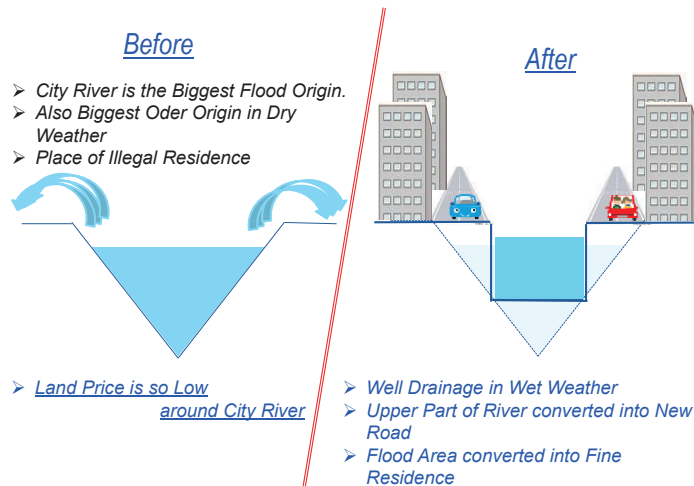 Before
➢ City River is the Biggest Flood Origin.
➢ Also Biggest Oder Origin in Dry
Weather
➢ Place of Illegal Residence
➢ Land Price is so Low
around City River
After
➢ Well Drainage in Wet Weather
➢ Upper Part of River converted into New
Road
➢ Flood Area converted into Fine
Residence